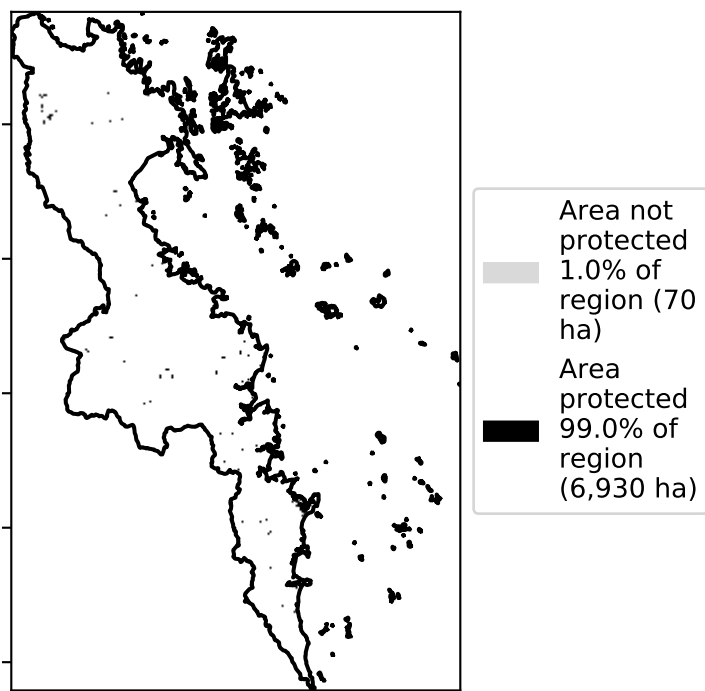 Area not
protected
1.0% of
region (70
ha)
Area
protected
99.0% of
region
(6,930 ha)